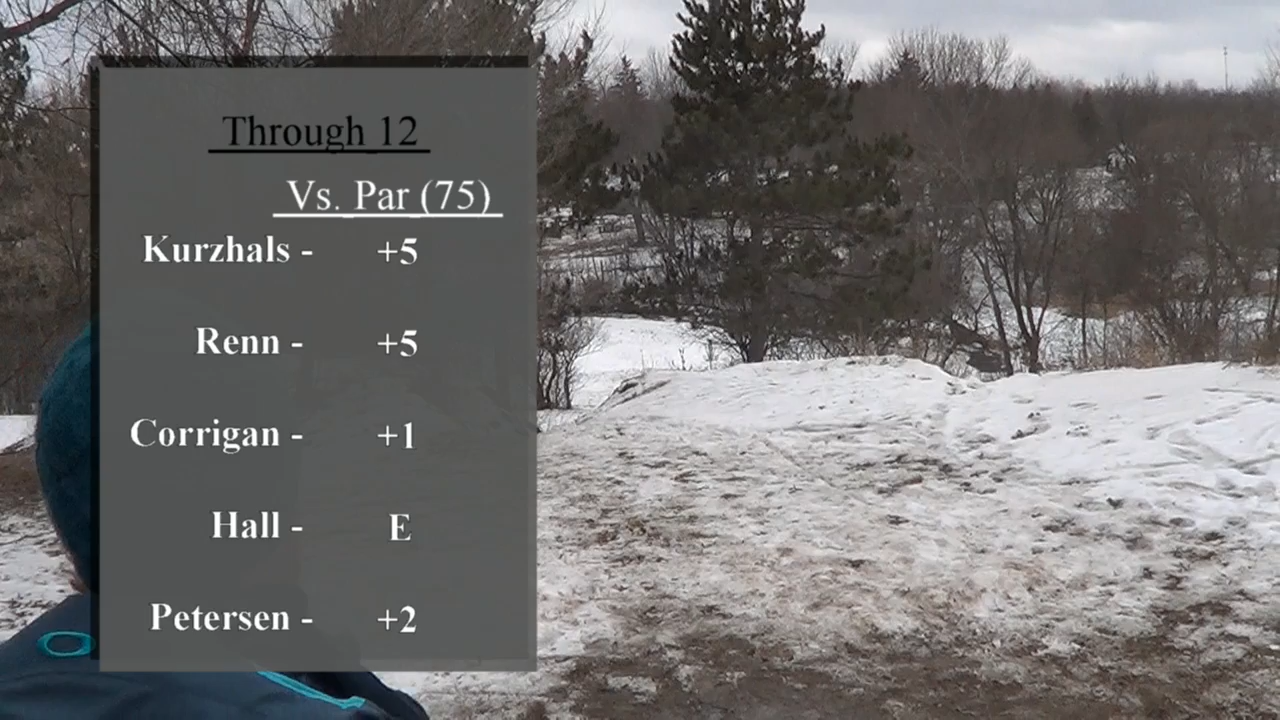 Through 12
Vs. Par (75)
Kurzhals - +5
Renn - +5
Corrigan - +1
Hall - E
Petersen - +2